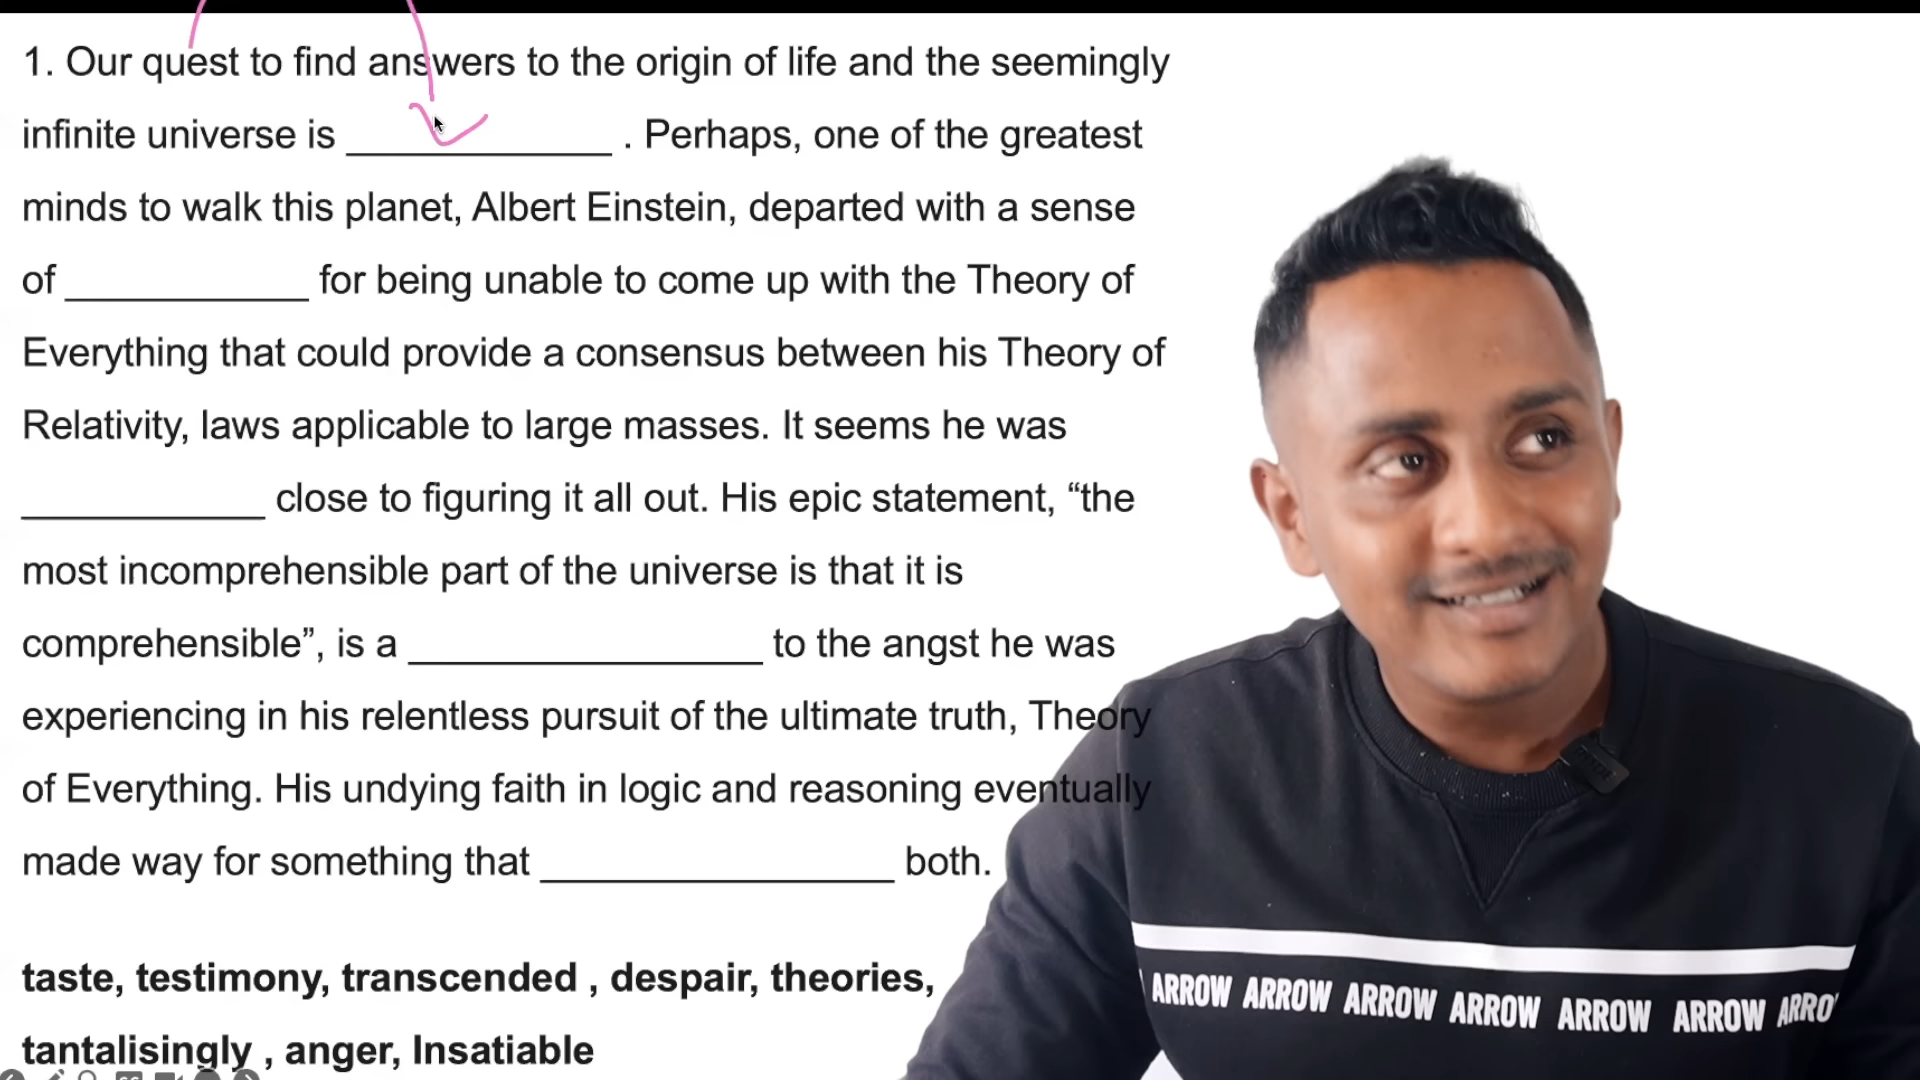 1. Our quest to find answers to the origin of life and the seemingly
infinite universe is ____________ . Perhaps, one of the greatest
minds to walk this planet, Albert Einstein, departed with a sense
of ___________ for being unable to come up with the Theory of
Everything that could provide a consensus between his Theory of
Relativity, laws applicable to large masses. It seems he was
___________ close to figuring it all out. His epic statement, “the
most incomprehensible part of the universe is that it is
comprehensible”, is a ________________ to the angst he was
experiencing in his relentless pursuit of the ultimate truth, Theory
of Everything. His undying faith in logic and reasoning eventually
made way for something that ________________ both.
taste, testimony, transcended , despair, theories,
tantalisingly , anger, Insatiable
ARROW ARROW ARROW ARROW ARROW ARROW ARRO